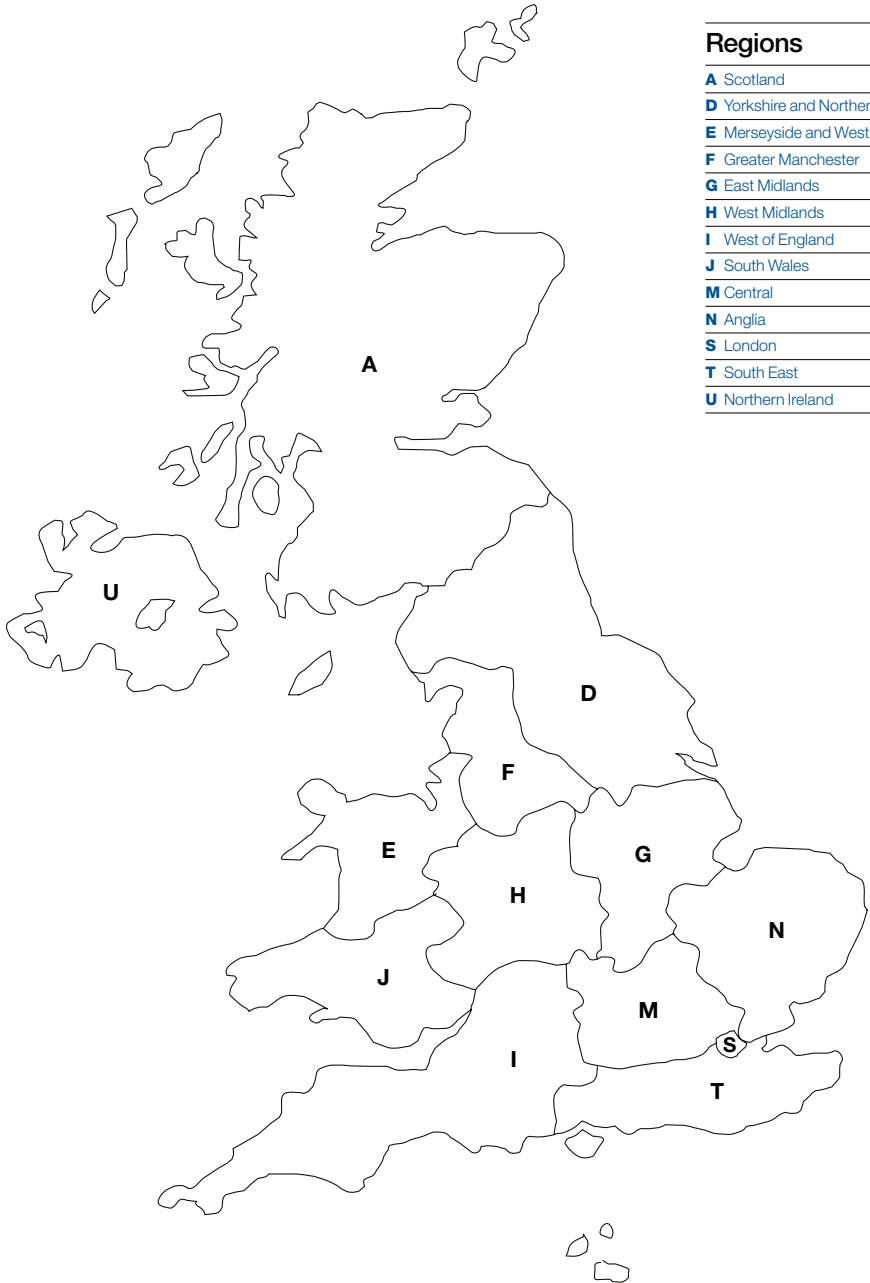 Regions
A Scotland
D Yorkshire and Norther
E Merseyside and West
F Greater Manchester
G East Midlands
H West Midlands
I West of England
J South Wales
M Central
N Anglia
S London
T South East
U Northern Ireland
A
U
D
F
E
G
H
N
J
M
S
I
T